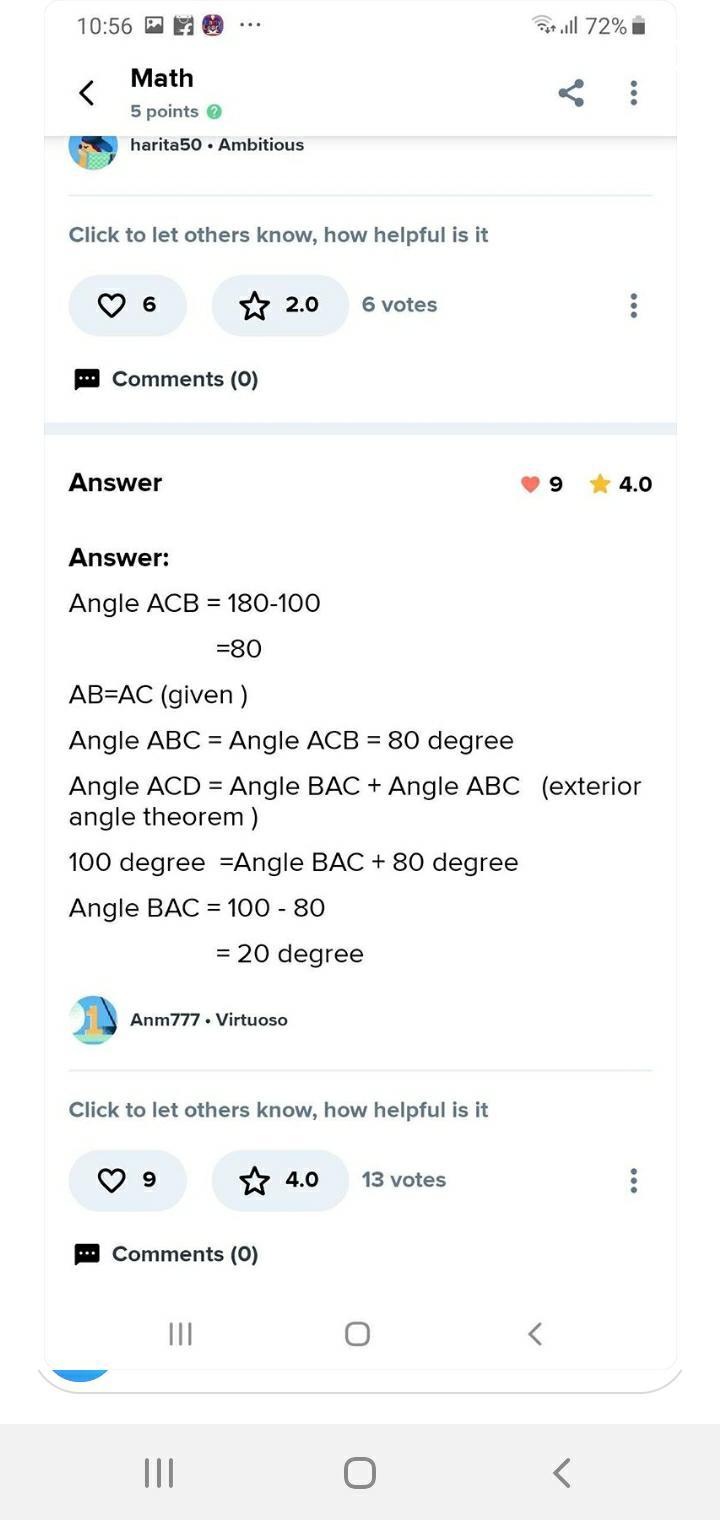 10:56 72%
Math
5 points ?
harita50 • Ambitious
Click to let others know, how helpful is it
6 2.0 6 votes
Comments (0)
Answer 9 4.0
Answer:
Angle ACB = 180-100
=80
AB=AC (given )
Angle ABC = Angle ACB = 80 degree
Angle ACD = Angle BAC + Angle ABC (exterior
angle theorem )
100 degree =Angle BAC + 80 degree
Angle BAC = 100 - 80
= 20 degree
Anm777 • Virtuoso
Click to let others know, how helpful is it
9 4.0 13 votes
Comments (0)